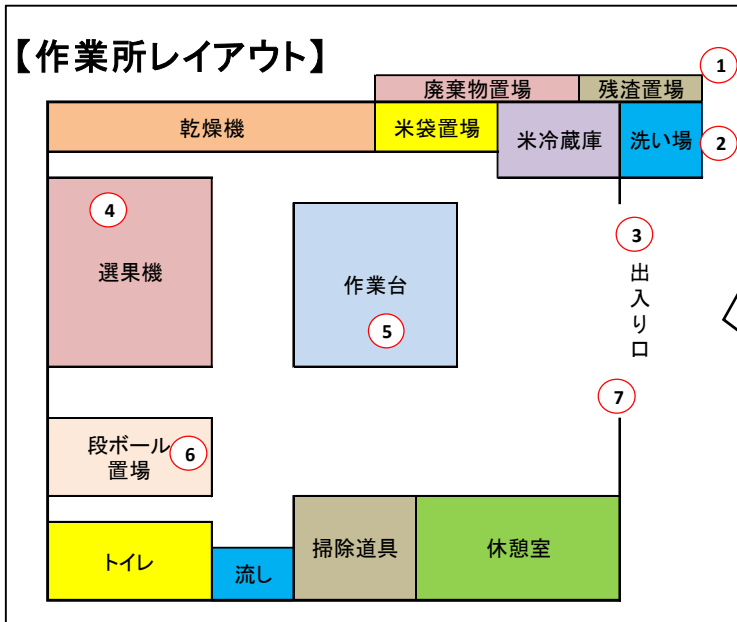 【作業所レイアウト】
①
廃棄物置場
残渣置場
乾燥機
米袋置場
米冷蔵庫
洗い場
②
④
選果機
作業台
⑤
③
出入り口
⑦
段ボール
置場
⑥
トイレ
流し
掃除道具
休憩室